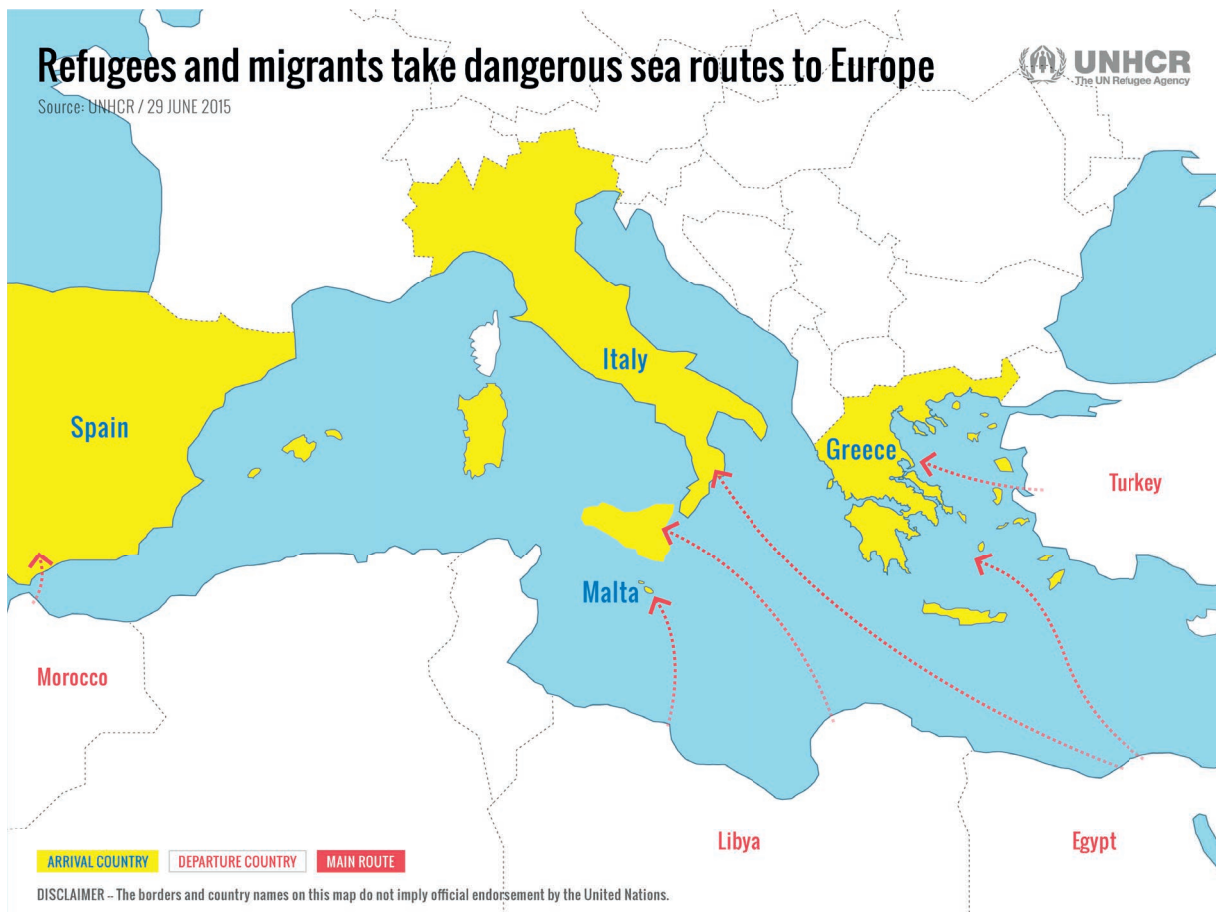 Refugees and migrants take dangerous sea routes to Europe
UNHCR
The UN Refugee Agency
Source: UNHCR / 29 JUNE 2015
Italy
Spain
Greece
Turkey
Malta
Morocco
Libya
Egypt
ARRIVAL COUNTRY
DEPARTURE COUNTRY
MAIN ROUTE
DISCLAIMER -- The borders and country names on this map do not imply official endorsement by the United Nations.